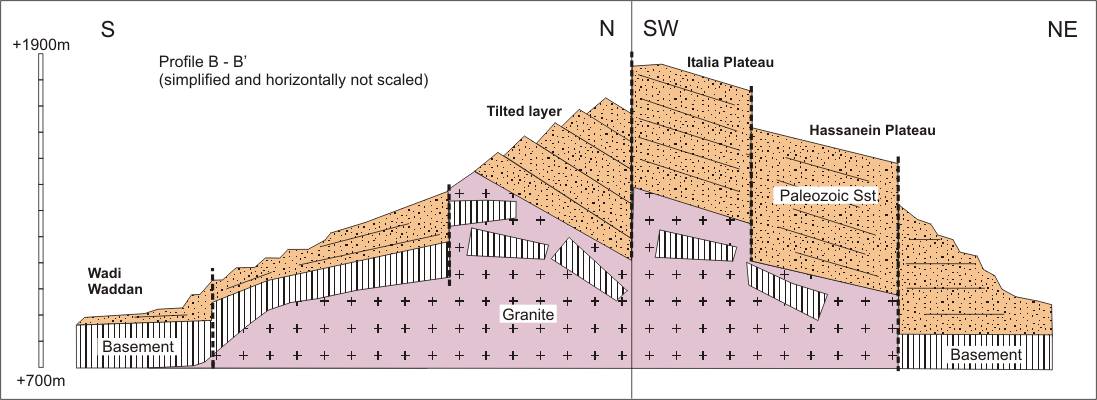 S
N
SW
NE
+1900m
Profile B - B’
(simplified and horizontally not scaled)
Italia Plateau
Tilted layer
Hassanein Plateau
Paleozoic Sst.
Wadi
Waddan
Granite
Basement
Basement
+700m